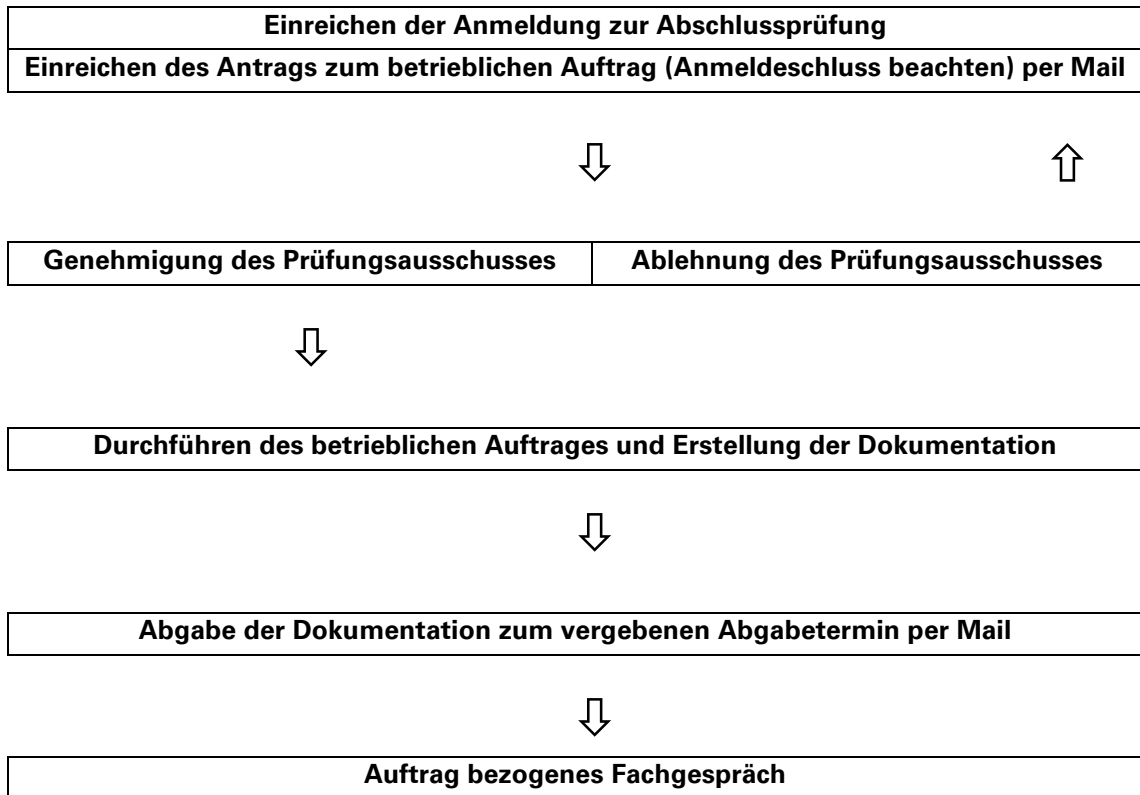 Einreichen der Anmeldung zur Abschlussprüfung
Einreichen des Antrags zum betrieblichen Auftrag (Anmeldeschluss beachten) per Mail
Genehmigung des Prüfungsausschusses
Ablehnung des Prüfungsausschusses
Durchführen des betrieblichen Auftrages und Erstellung der Dokumentation
Abgabe der Dokumentation zum vergebenen Abgabetermin per Mail
Auftrag bezogenes Fachgespräch